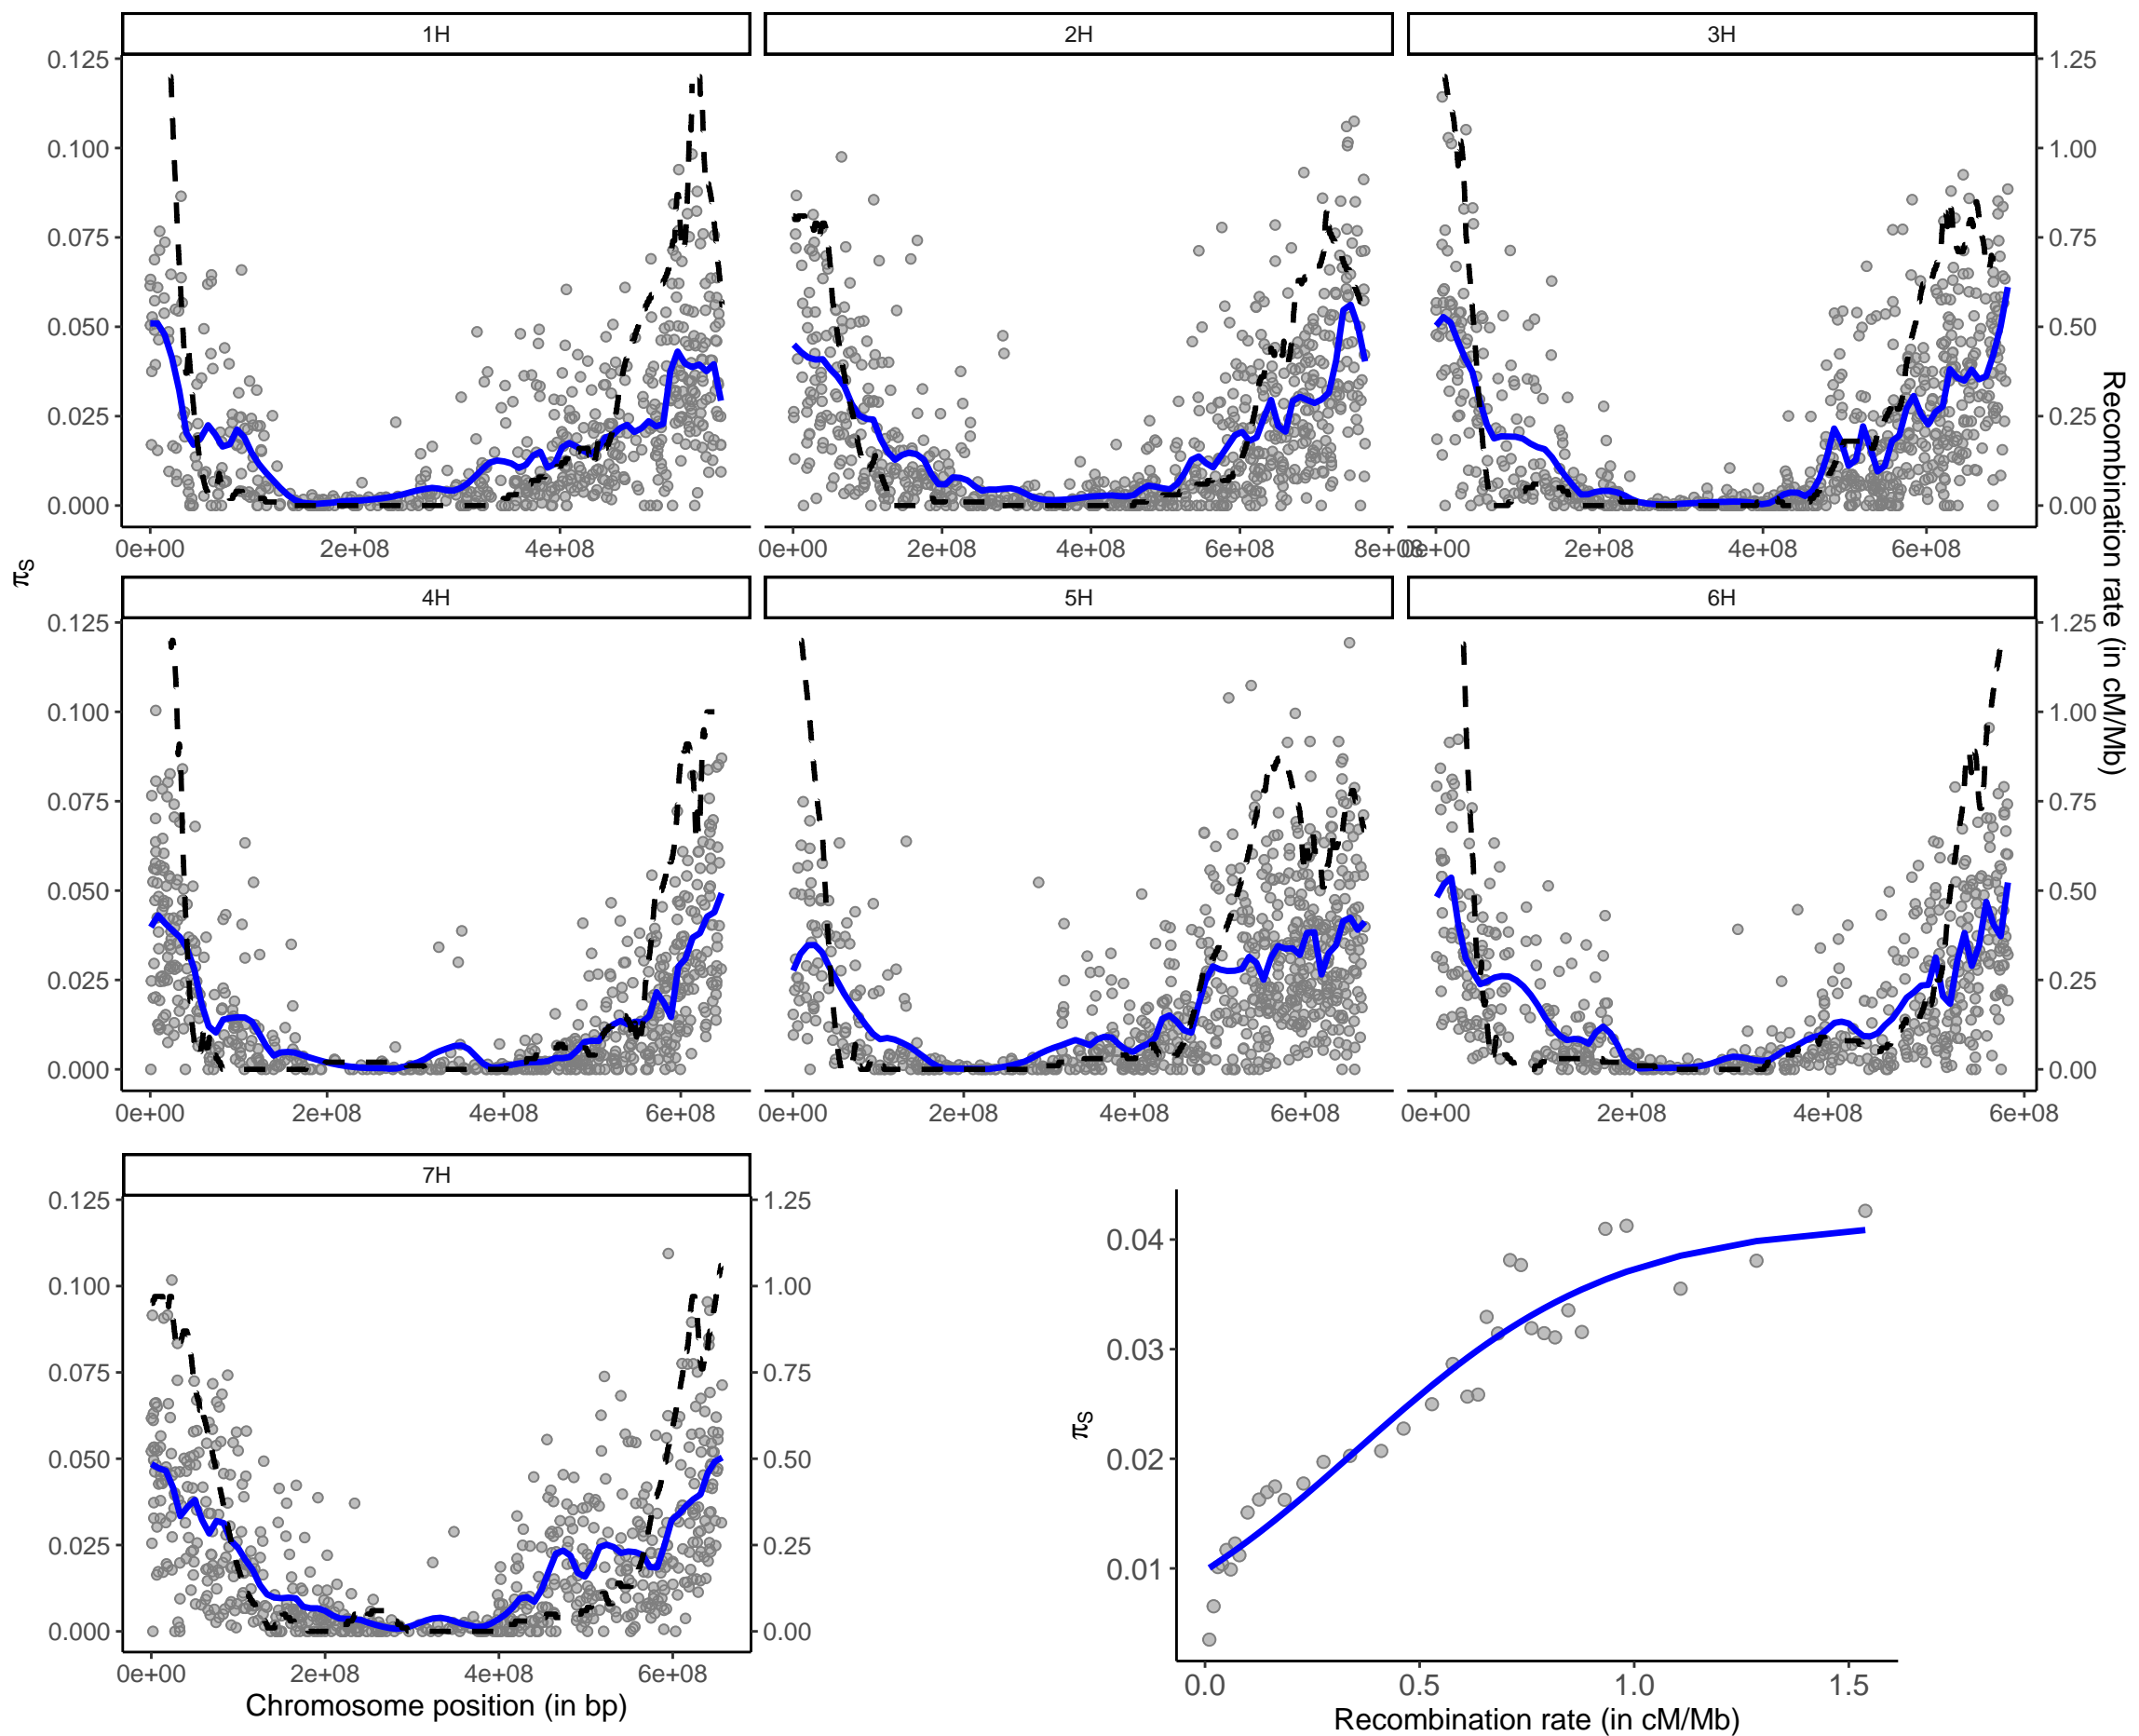 1H 2H 3H
0.125 1.25
0.100 1.00
0.075 0.75
0.050 0.50
0.025 0.25
0.000 0.00
0e+00 2e+08 4e+08 0e+00 2e+08 4e+08 6e+08 8e+08 0e+00 2e+08 4e+08 6e+08
πS
Recombination rate (in cM/Mb)
4H 5H 6H
0.125 1.25
0.100 1.00
0.075 0.75
0.050 0.50
0.025 0.25
0.000 0.00
0e+00 2e+08 4e+08 6e+08 0e+00 2e+08 4e+08 6e+08 0e+00 2e+08 4e+08 6e+08
7H
0.125 1.25
0.100 1.00
0.075 0.75
0.050 0.50
0.025 0.25
0.000 0.00
0e+00 2e+08 4e+08 6e+08
Chromosome position (in bp)
0.04
0.03
πS
0.02
0.01
0.0 0.5 1.0 1.5
Recombination rate (in cM/Mb)